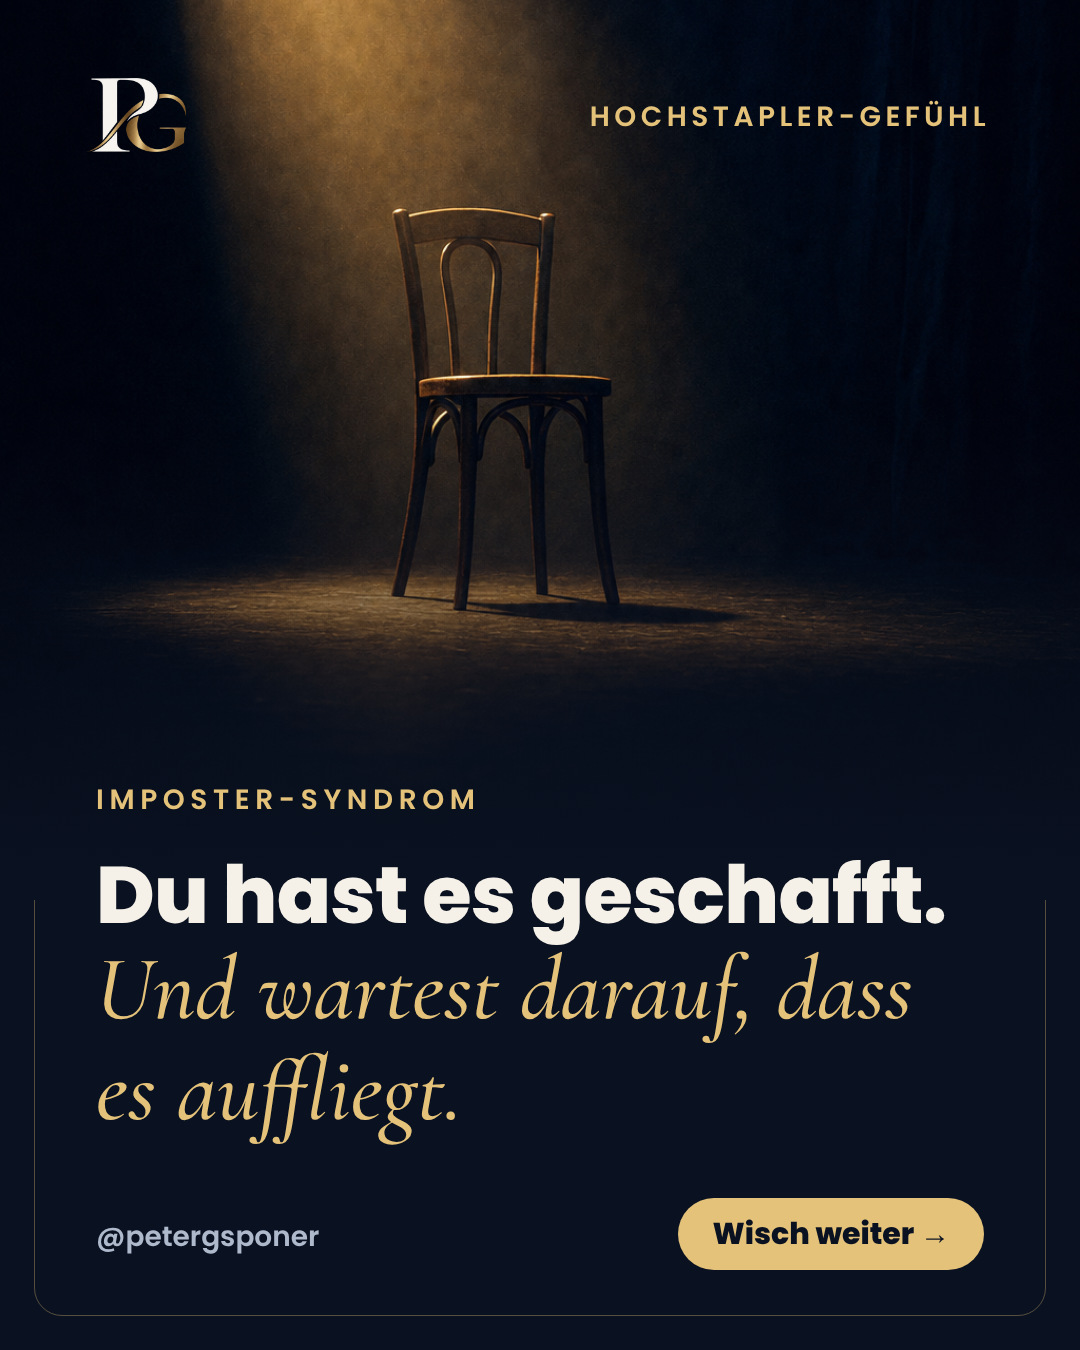 PG
HOCHSTAPLER-GEFÜHL
IMPOSTER-SYNDROM
Du hast es geschafft.
Und wartest darauf, dass
es auffliegt.
@petergsponer
Wisch weiter →